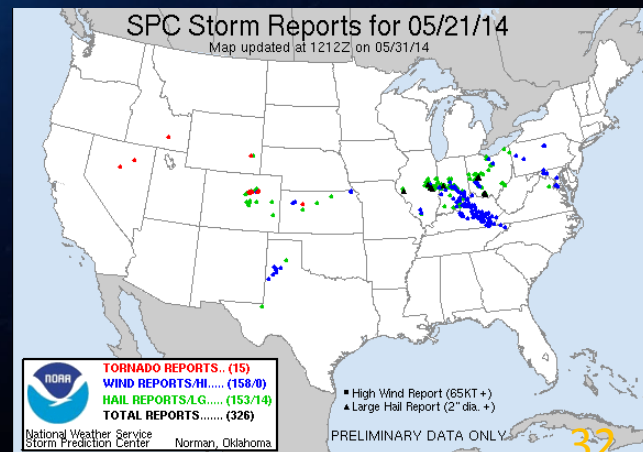 SPC Storm Reports for 05/21/14
Map updated at 1212Z on 05/31/14
NOAA
TORNADO REPORTS.. (15)
WIND REPORTS/HI..... (158/0)
HAIL REPORTS/LG..... (153/14)
TOTAL REPORTS....... (326)
National Weather Service
Storm Prediction Center Norman, Oklahoma
High Wind Report (65KT +)
Large Hail Report (2" dia. +)
PRELIMINARY DATA ONLY
32